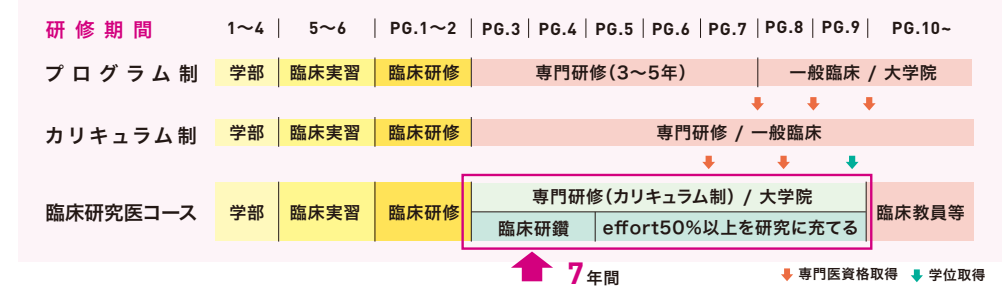 研修期間 1～4 5～6 PG.1～2 PG.3 PG.4 PG.5 PG.6 PG.7 PG.8 PG.9 PG.10~
プログラム制 学部 臨床実習 臨床研修 専門研修（3～5年） 一般臨床 / 大学院
カリキュラム制 学部 臨床実習 臨床研修 専門研修 / 一般臨床
臨床研究医コース 学部 臨床実習 臨床研修 専門研修（カリキュラム制） / 大学院 臨床教員等
臨床研鑽 effort50%以上を研究に充てる
7年間 専門医資格取得 学位取得